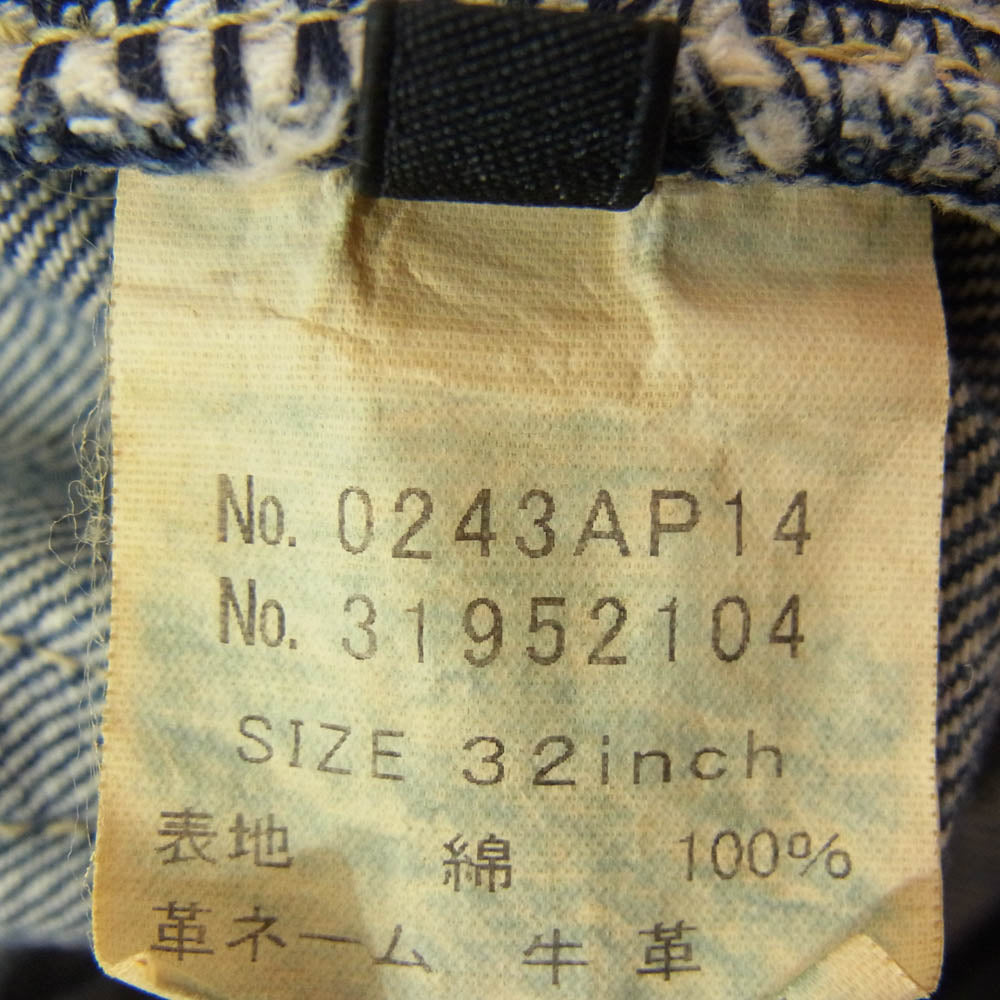 No. 0243AP14
No. 31952104
SIZE 32inch
表地 綿 100%
革ネーム 牛革